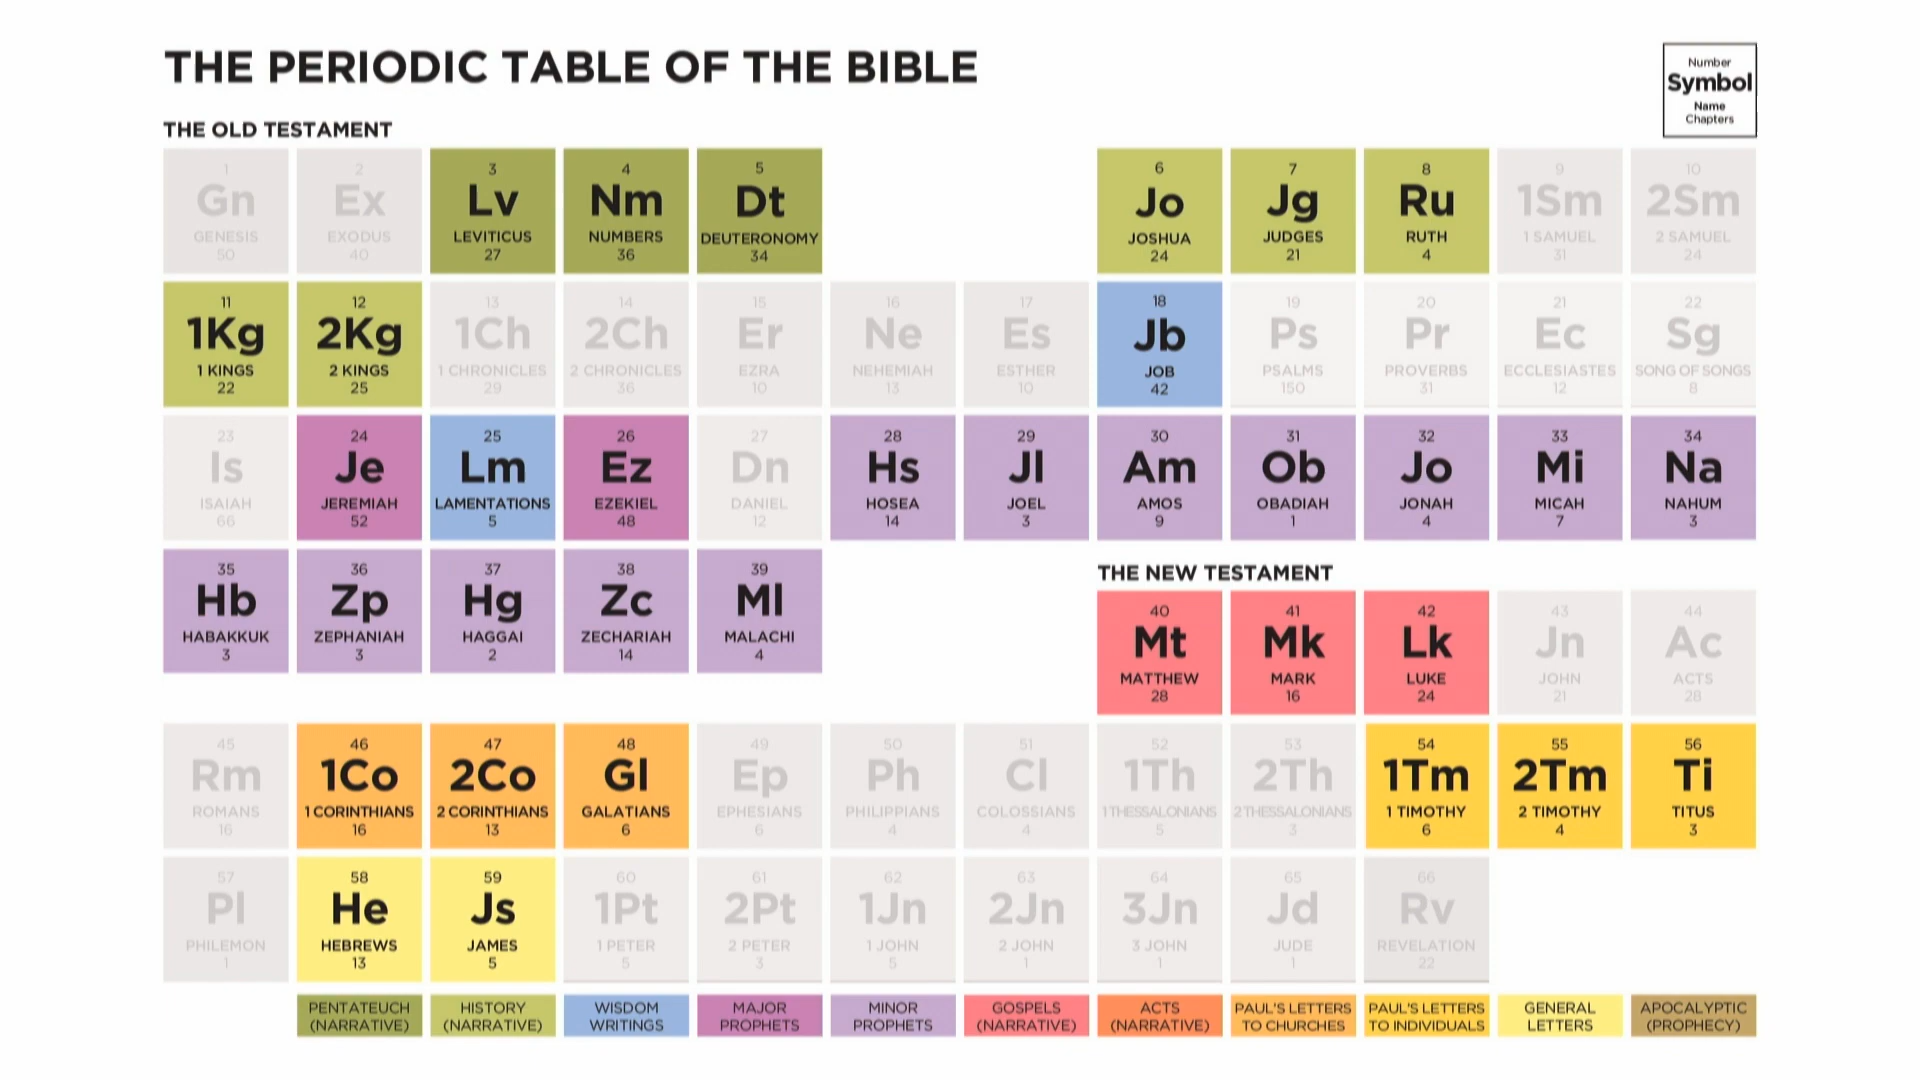 THE PERIODIC TABLE OF THE BIBLE
Number
Symbol
Name
Chapters
THE OLD TESTAMENT
1
Gn
GENESIS
50
2
Ex
EXODUS
40
3
Lv
LEVITICUS
27
4
Nm
NUMBERS
36
5
Dt
DEUTERONOMY
34
6
Jo
JOSHUA
24
7
Jg
JUDGES
21
8
Ru
RUTH
4
9
1Sm
1 SAMUEL
31
10
2Sm
2 SAMUEL
24
11
1Kg
1 KINGS
22
12
2Kg
2 KINGS
25
13
1Ch
1 CHRONICLES
29
14
2Ch
2 CHRONICLES
36
15
Er
EZRA
10
16
Ne
NEHEMIAH
13
17
Es
ESTHER
10
18
Jb
JOB
42
19
Ps
PSALMS
150
20
Pr
PROVERBS
31
21
Ec
ECCLESIASTES
12
22
Sg
SONG OF SONGS
8
23
Is
ISAIAH
66
24
Je
JEREMIAH
52
25
Lm
LAMENTATIONS
5
26
Ez
EZEKIEL
48
27
Dn
DANIEL
12
28
Hs
HOSEA
14
29
Jl
JOEL
3
30
Am
AMOS
9
31
Ob
OBADIAH
1
32
Jo
JONAH
4
33
Mi
MICAH
7
34
Na
NAHUM
3
35
Hb
HABAKKUK
3
36
Zp
ZEPHANIAH
3
37
Hg
HAGGAI
2
38
Zc
ZECHARIAH
14
39
Ml
MALACHI
4
THE NEW TESTAMENT
40
Mt
MATTHEW
28
41
Mk
MARK
16
42
Lk
LUKE
24
43
Jn
JOHN
21
44
Ac
ACTS
28
45
Rm
ROMANS
16
46
1Co
1 CORINTHIANS
16
47
2Co
2 CORINTHIANS
13
48
Gl
GALATIANS
6
49
Ep
EPHESIANS
6
50
Ph
PHILIPPIANS
4
51
Cl
COLOSSIANS
4
52
1Th
1 THESSALONIANS
5
53
2Th
2 THESSALONIANS
3
54
1Tm
1 TIMOTHY
6
55
2Tm
2 TIMOTHY
4
56
Ti
TITUS
3
57
Pl
PHILEMON
1
58
He
HEBREWS
13
59
Js
JAMES
5
60
1Pt
1 PETER
5
61
2Pt
2 PETER
3
62
1Jn
1 JOHN
5
63
2Jn
2 JOHN
1
64
3Jn
3 JOHN
1
65
Jd
JUDE
1
66
Rv
REVELATION
22
PENTATEUCH
(NARRATIVE)
HISTORY
(NARRATIVE)
WISDOM
WRITINGS
MAJOR
PROPHETS
MINOR
PROPHETS
GOSPELS
(NARRATIVE)
ACTS
(NARRATIVE)
PAUL'S LETTERS
TO CHURCHES
PAUL'S LETTERS
TO INDIVIDUALS
GENERAL
LETTERS
APOCALYPTIC
(PROPHECY)